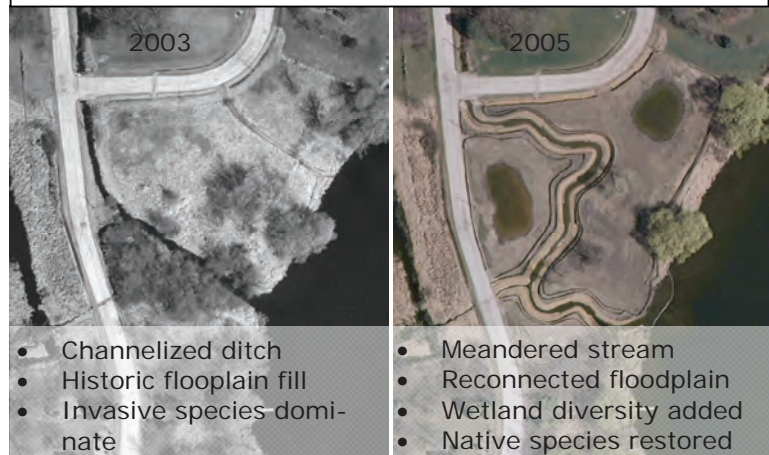 2003
• Channelized ditch
• Historic flooplain fill
• Invasive species domi-
nate
2005
• Meandered stream
• Reconnected floodplain
• Wetland diversity added
• Native species restored